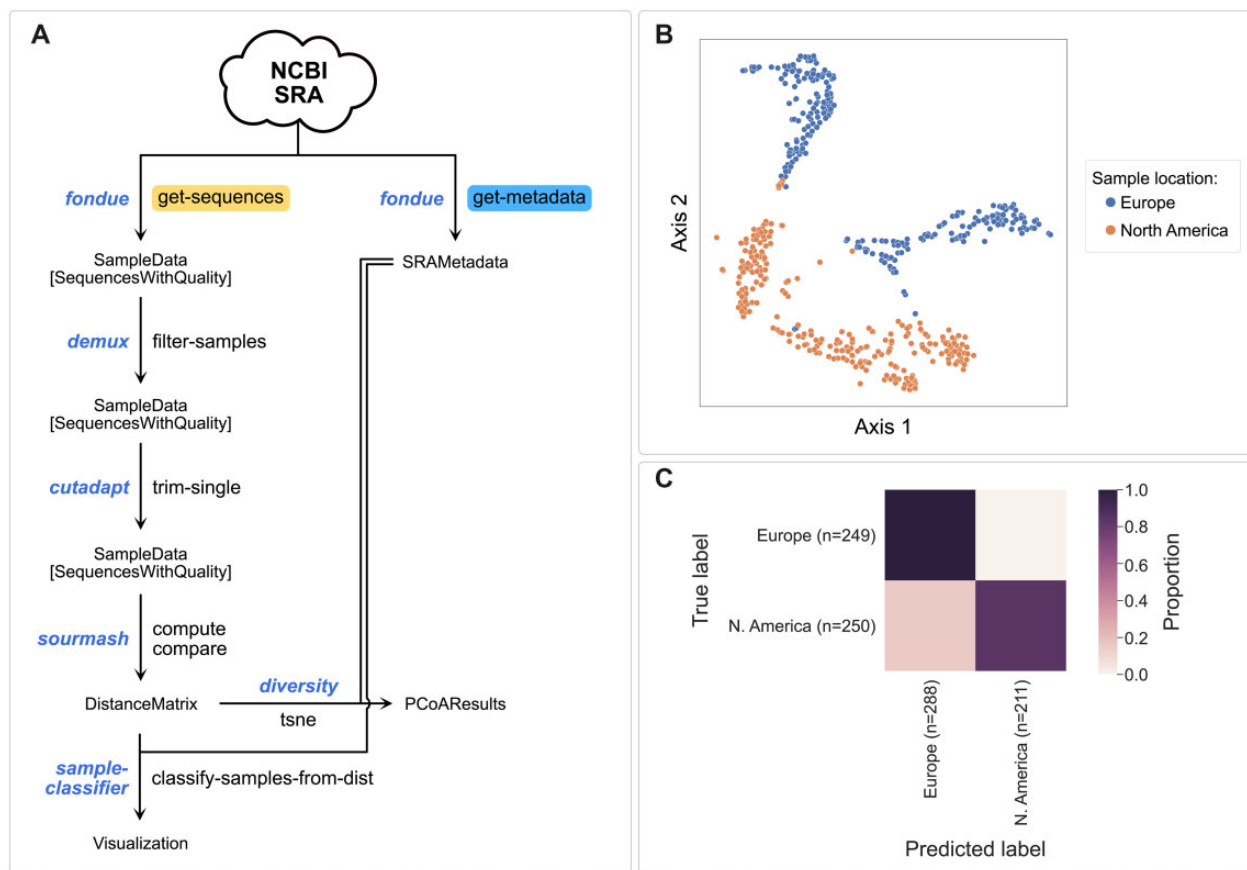 A
NCBI
SRA
fondue
get-sequences
fondue
get-metadata
SampleData
[SequencesWithQuality]
SRAMetadata
demux
filter-samples
SampleData
[SequencesWithQuality]
cutadapt
trim-single
SampleData
[SequencesWithQuality]
sourmash
compute
compare
DistanceMatrix
diversity
tsne
PCoAResults
sample-
classifier
classify-samples-from-dist
Visualization
B
Axis 2
Axis 1
Sample location:
Europe
North America
C
True label
Europe (n=249)
N. America (n=250)
Europe (n=288)
N. America (n=211)
Predicted label
1.0
0.8
0.6
0.4
0.2
0.0
Proportion